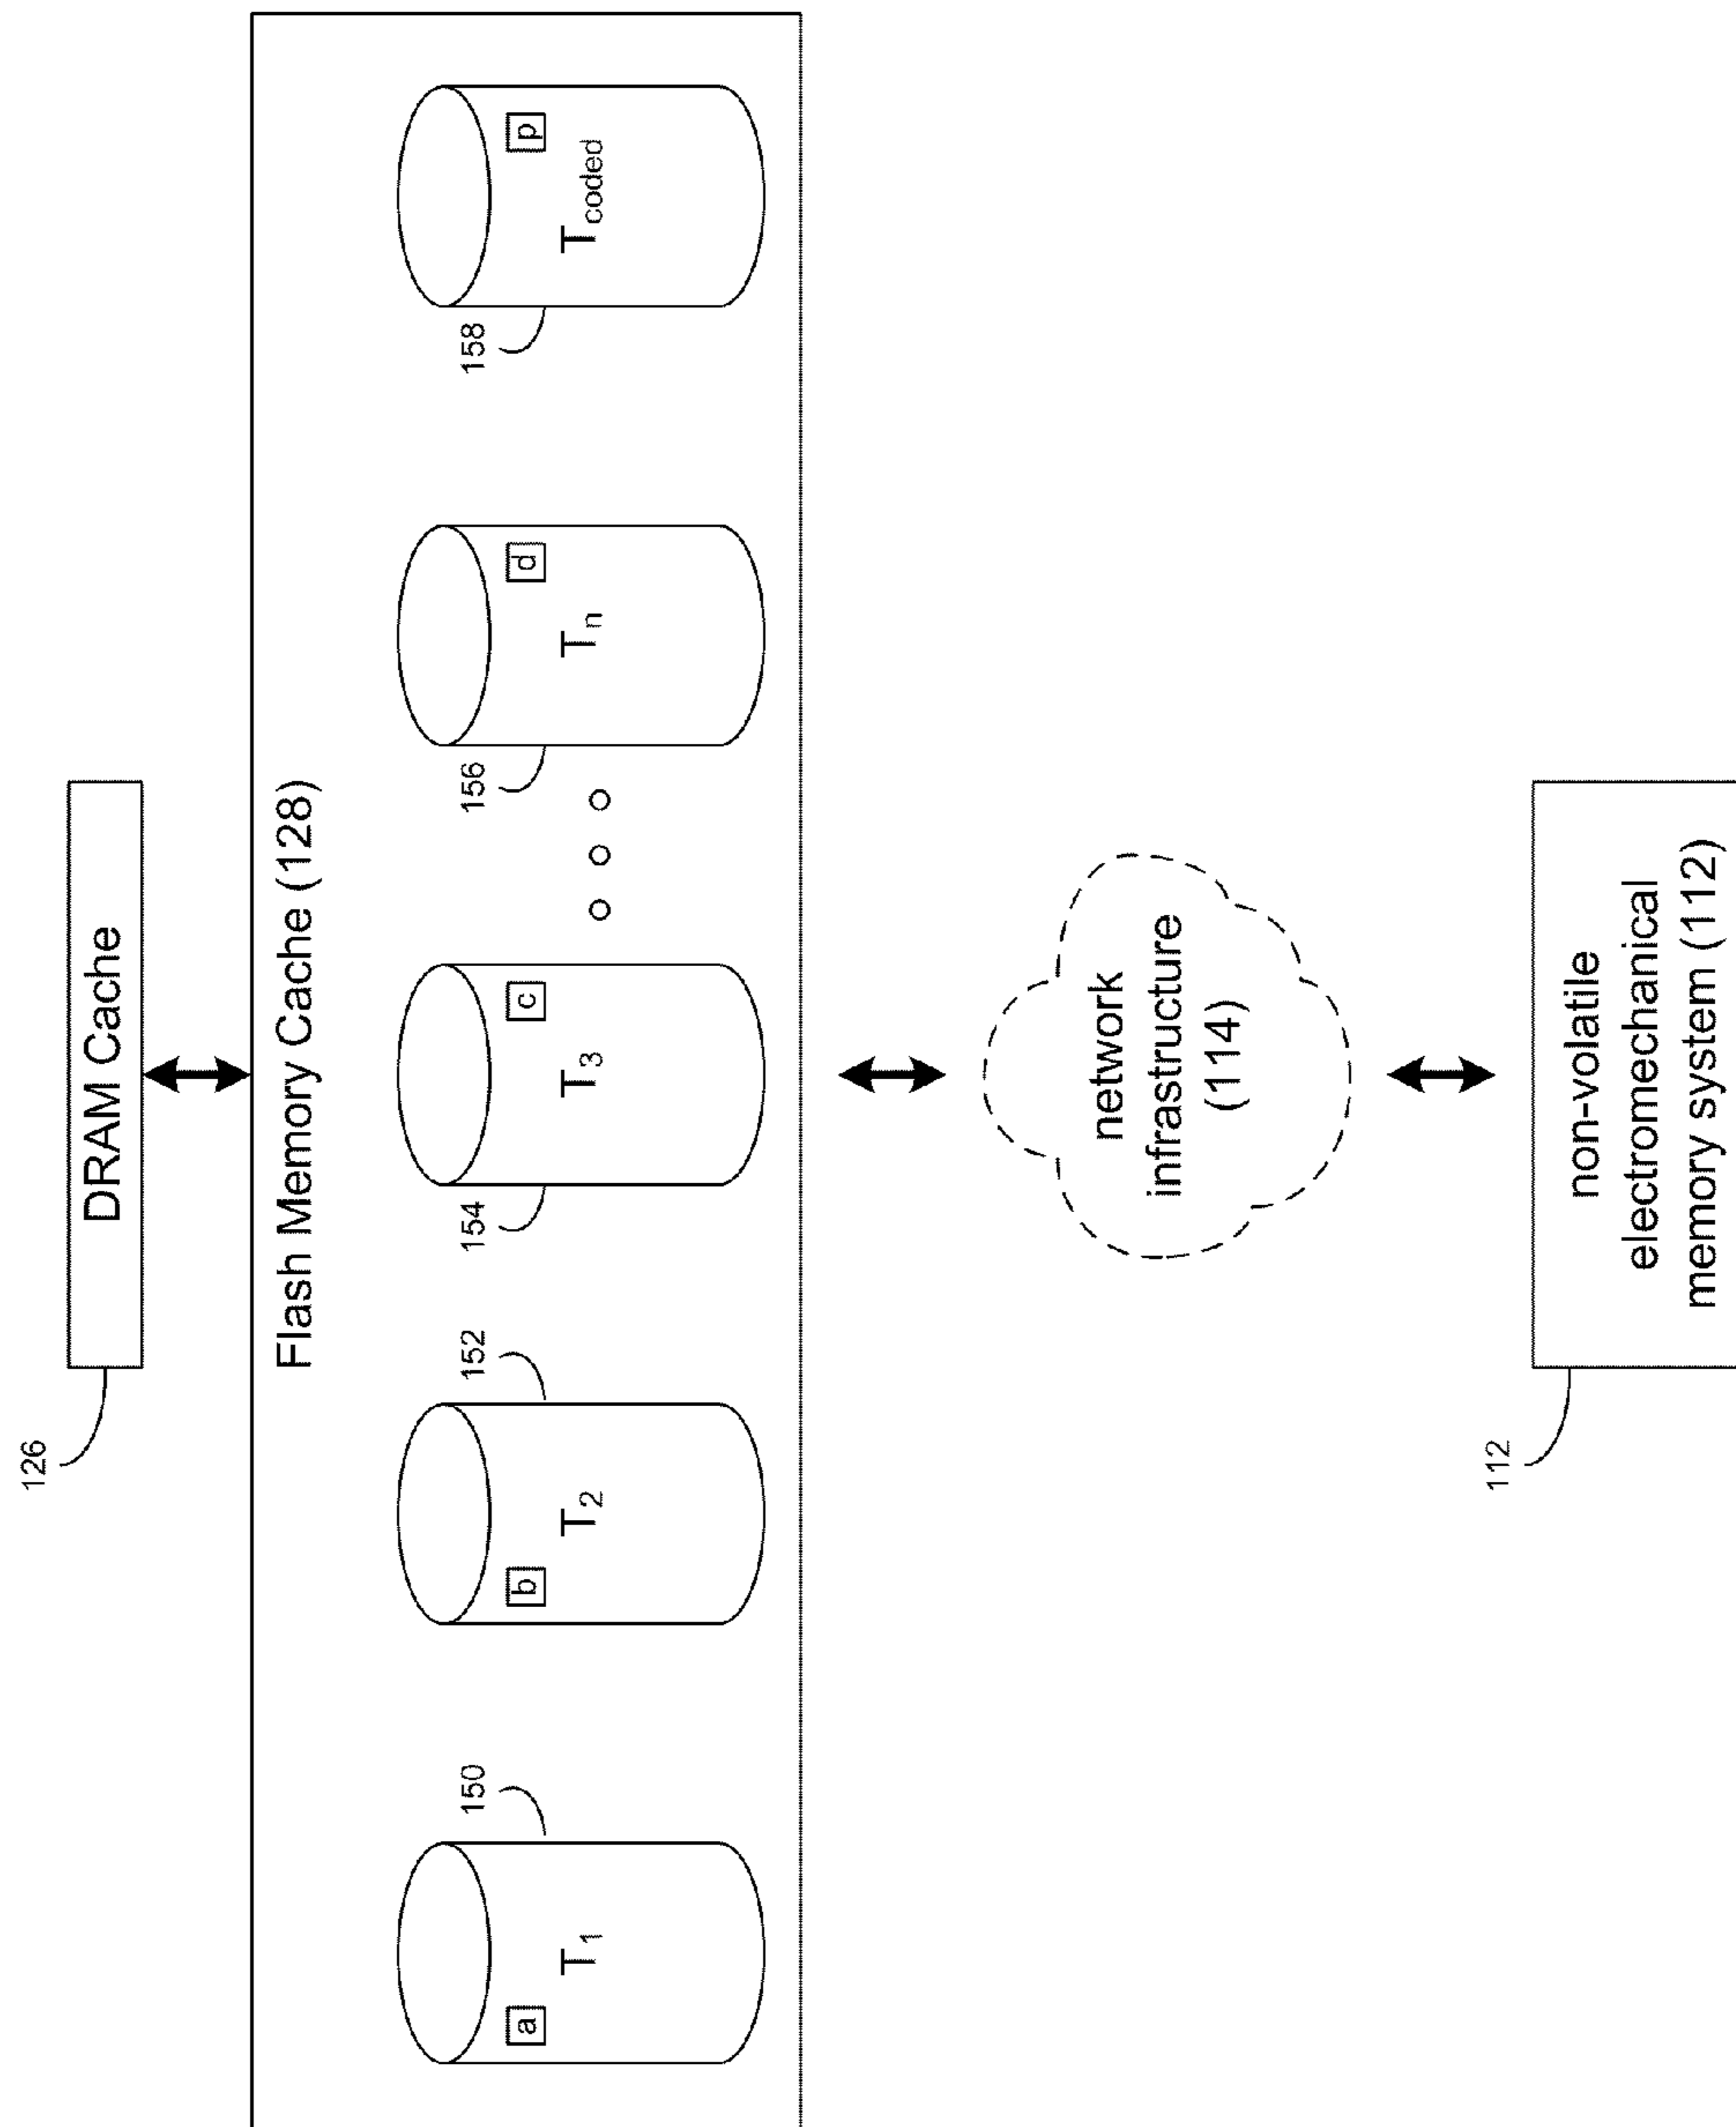 126
DRAM Cache
Flash Memory Cache (128)
150
152
154
156
158
a
b
c
d
p
T1
T2
T3
Tn
Tcoded
network
infrastructure
(114)
112
non-volatile
electromechanical
memory system (112)